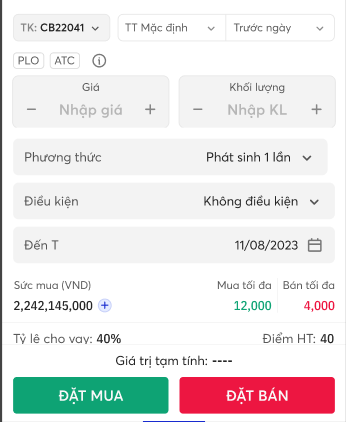 TK: CB22041 TT Mặc định Trước ngày
PLO ATC
Giá Khối lượng
− Nhập giá + − Nhập KL +
Phương thức Phát sinh 1 lần
Điều kiện Không điều kiện
Đến T 11/08/2023
Sức mua (VND) Mua tối đa Bán tối đa
2,242,145,000 + 12,000 4,000
Tỷ lệ cho vay: 40% Điểm HT: 40
Giá trị tạm tính: ----
ĐẶT MUA ĐẶT BÁN